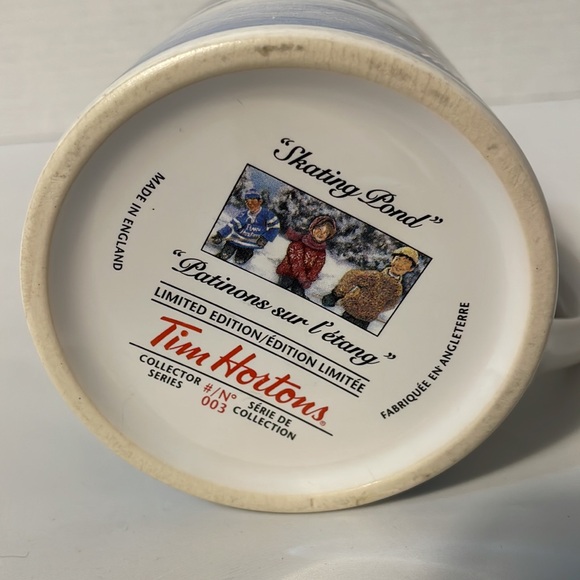 "Skating Pond"
MADE IN ENGLAND
"Patinons sur l'étang"
LIMITED EDITION/ÉDITION LIMITÉE
Tim Hortons®
COLLECTOR SERIES
#/N° 003
SÉRIE DE COLLECTION
FABRIQUÉE EN ANGLETERRE